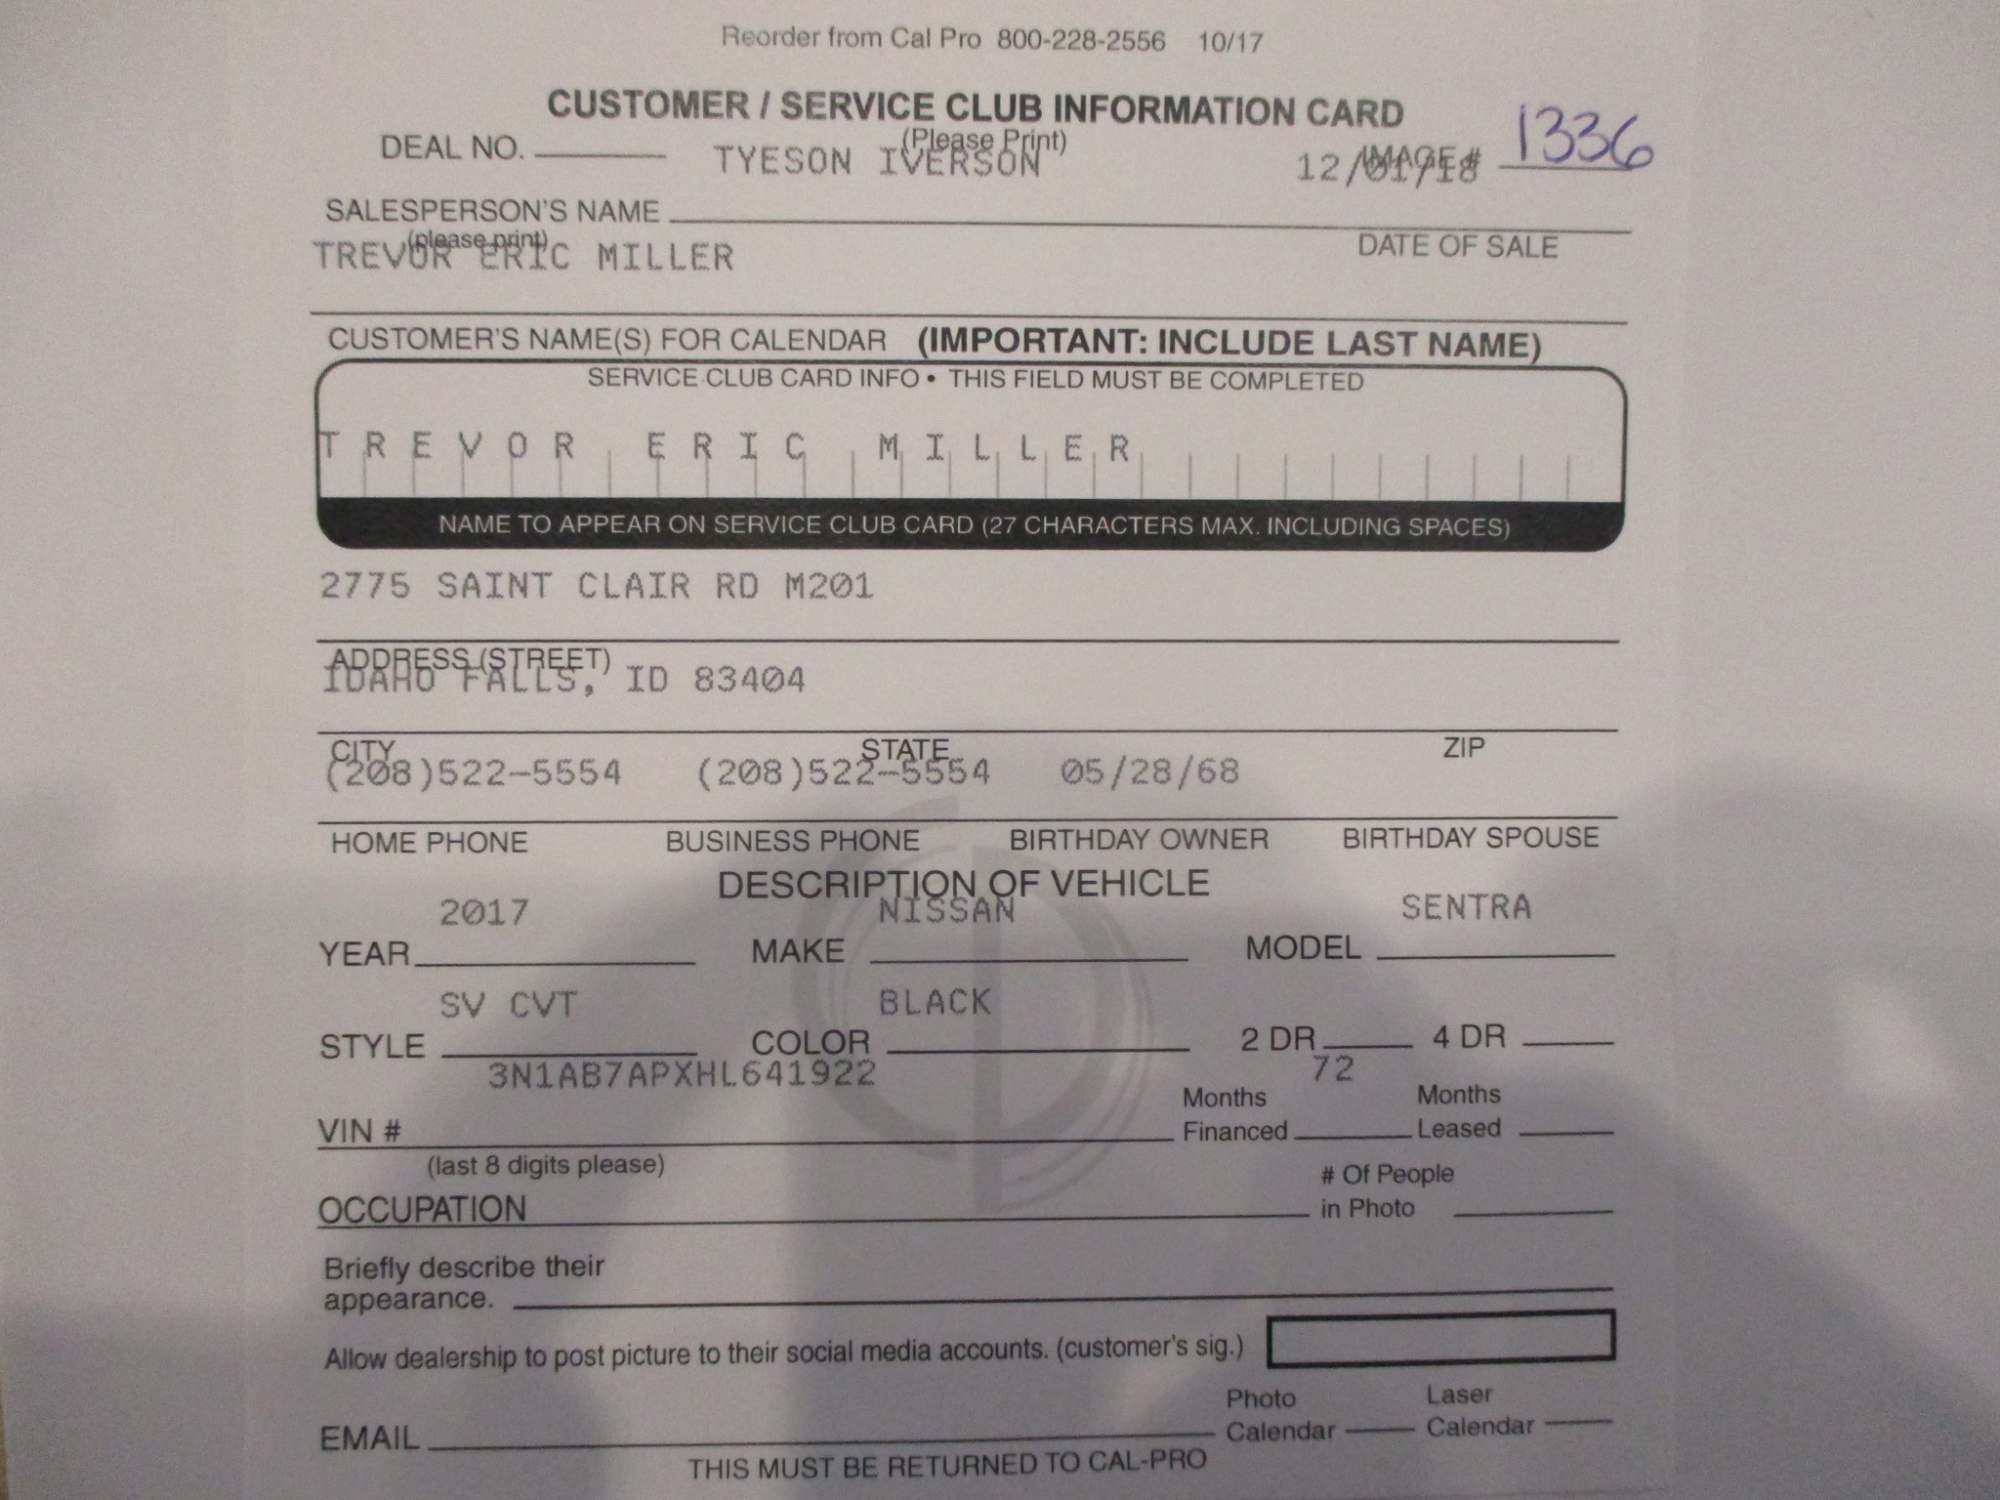 Reorder from Cal Pro 800-228-2556 10/17
CUSTOMER / SERVICE CLUB INFORMATION CARD
(Please Print)
DEAL NO. TYESON IVERSON 12/01/18 IMAGE # 1336
SALESPERSON'S NAME
(please print) DATE OF SALE
TREVOR ERIC MILLER
CUSTOMER'S NAME(S) FOR CALENDAR (IMPORTANT: INCLUDE LAST NAME)
SERVICE CLUB CARD INFO • THIS FIELD MUST BE COMPLETED
TREVOR ERIC MILLER
NAME TO APPEAR ON SERVICE CLUB CARD (27 CHARACTERS MAX. INCLUDING SPACES)
2775 SAINT CLAIR RD M201
ADDRESS (STREET)
IDAHO FALLS, ID 83404
CITY STATE ZIP
(208)522-5554 (208)522-5554 05/28/68
HOME PHONE BUSINESS PHONE BIRTHDAY OWNER BIRTHDAY SPOUSE
DESCRIPTION OF VEHICLE
2017 NISSAN SENTRA
YEAR MAKE MODEL
SV CVT BLACK
STYLE COLOR 2 DR 4 DR
3N1AB7APXHL641922 72
VIN # Months Financed Months Leased
(last 8 digits please)
OCCUPATION # Of People in Photo
Briefly describe their
appearance.
Allow dealership to post picture to their social media accounts. (customer's sig.)
EMAIL Photo Calendar Laser Calendar
THIS MUST BE RETURNED TO CAL-PRO